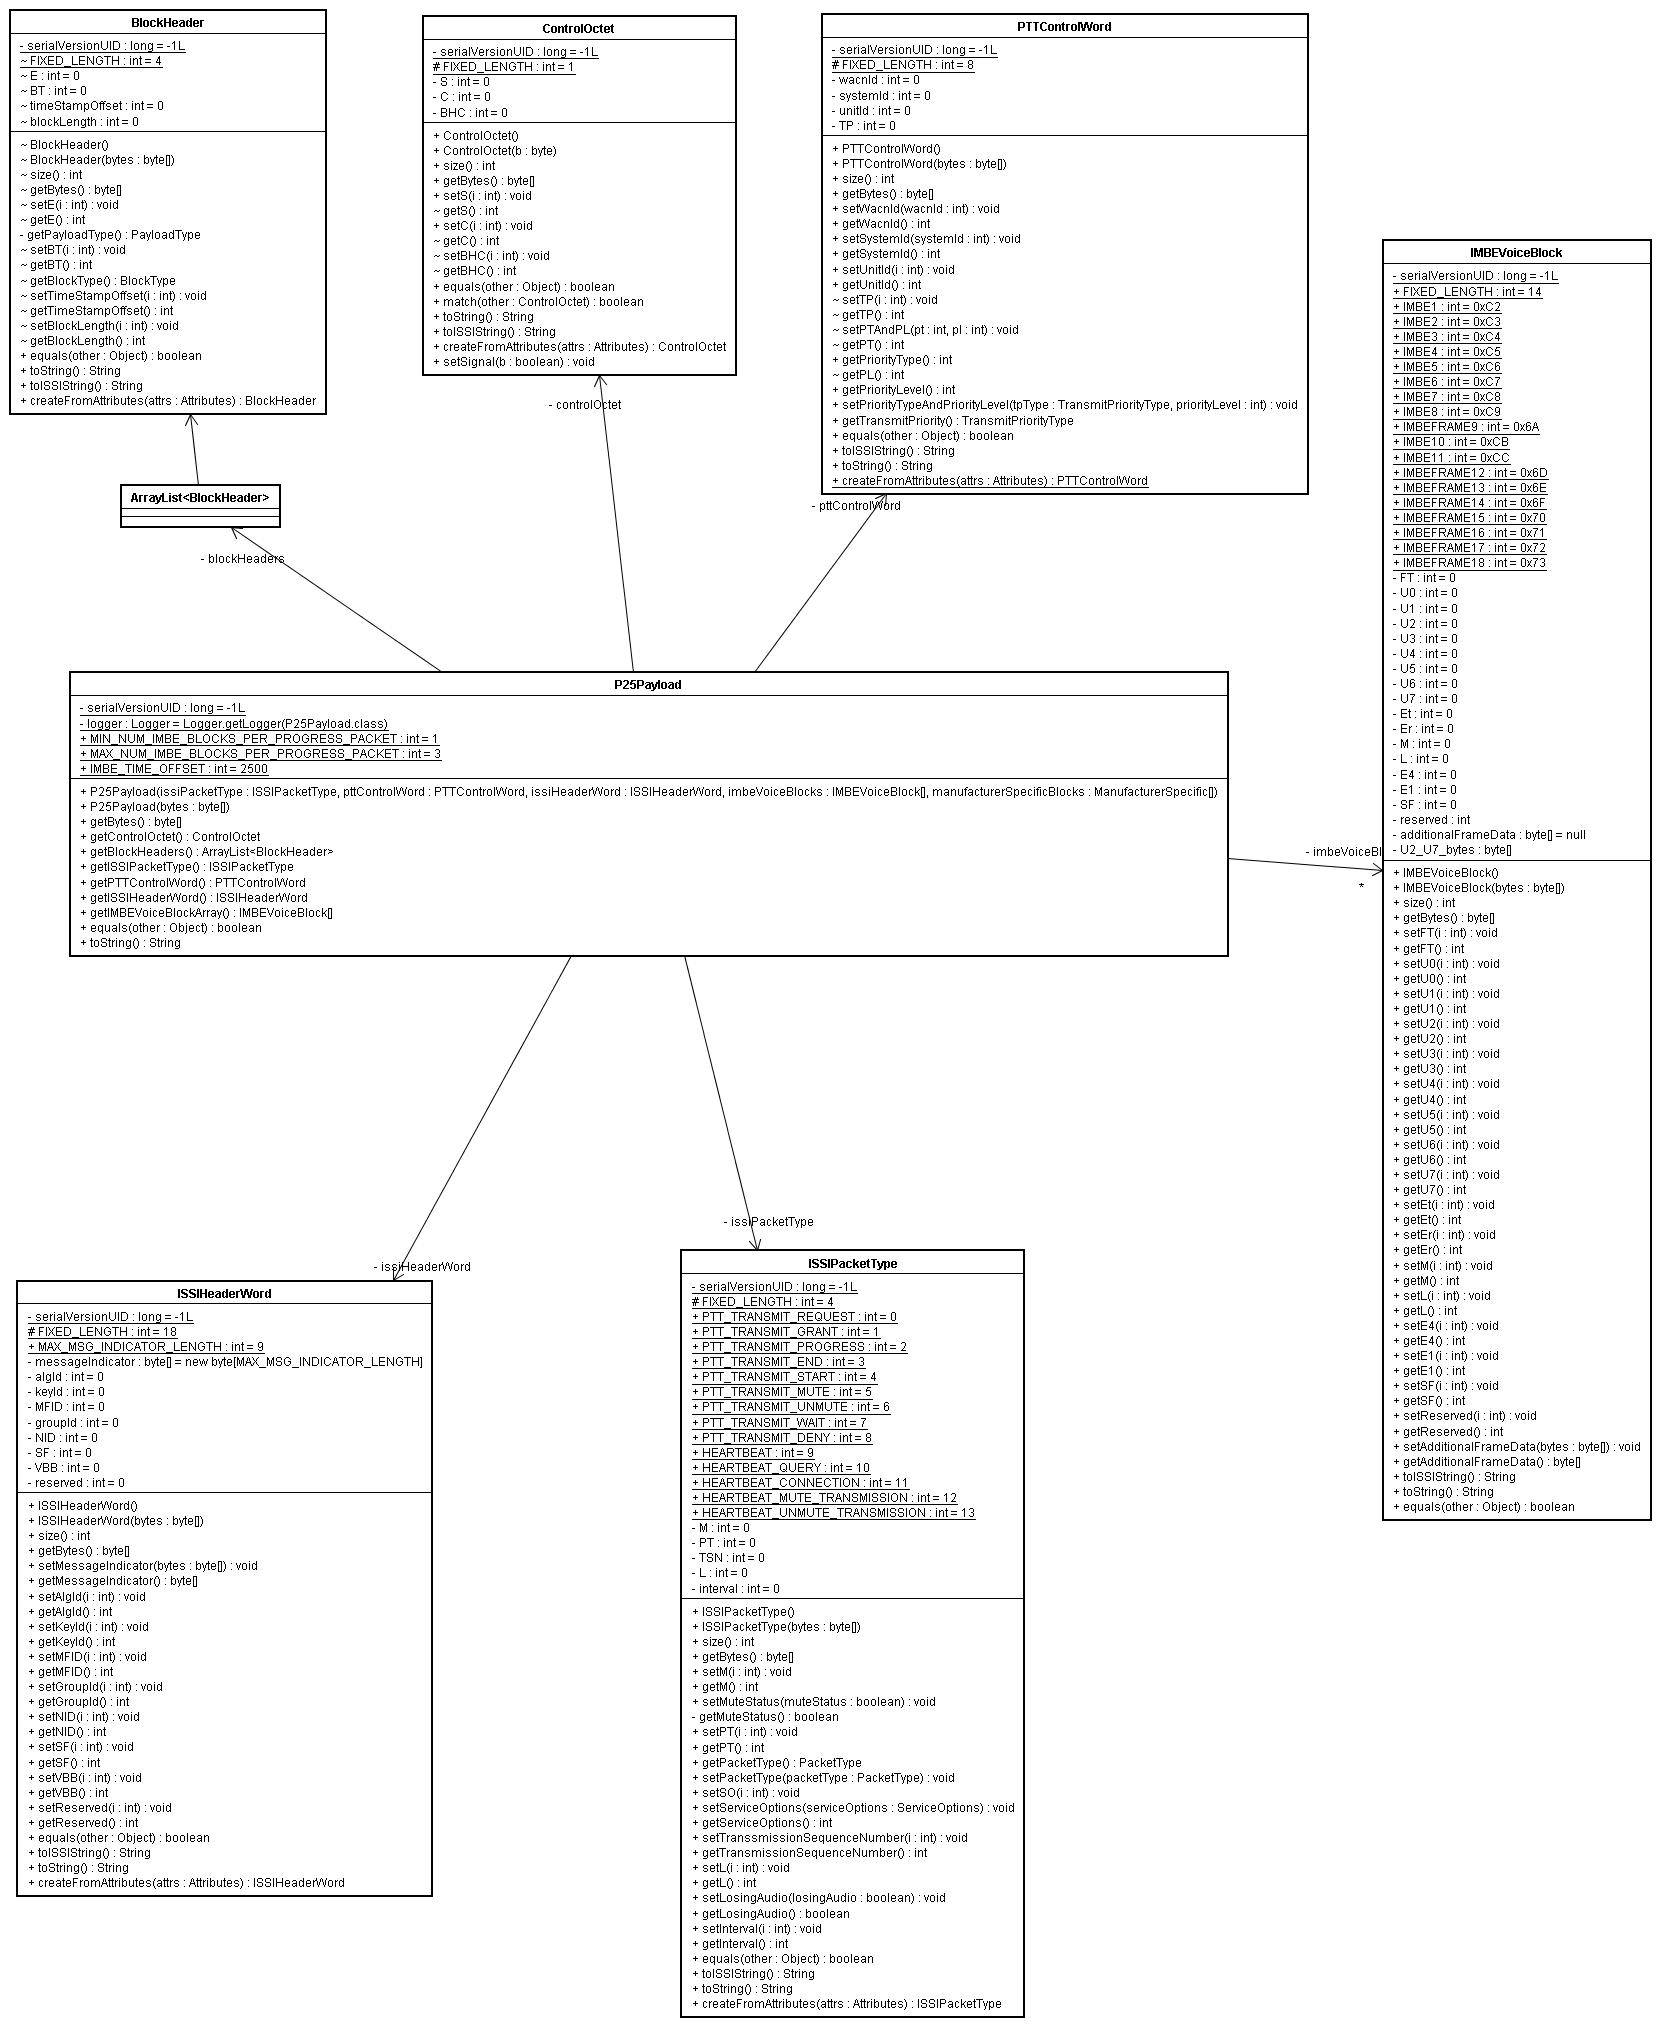 BlockHeader
- serialVersionUID : long = -1L
~ FIXED_LENGTH : int = 4
~ E : int = 0
~ BT : int = 0
~ timeStampOffset : int = 0
~ blockLength : int = 0
~ BlockHeader()
~ BlockHeader(bytes : byte[])
~ size() : int
~ getBytes() : byte[]
~ setE(i : int) : void
~ getE() : int
- getPayloadType() : PayloadType
~ setBT(i : int) : void
~ getBT() : int
~ getBlockType() : BlockType
~ setTimeStampOffset(i : int) : void
~ getTimeStampOffset() : int
~ setBlockLength(i : int) : void
~ getBlockLength() : int
+ equals(other : Object) : boolean
+ toString() : String
+ toISSIString() : String
+ createFromAttributes(attrs : Attributes) : BlockHeader
ControlOctet
- serialVersionUID : long = -1L
# FIXED_LENGTH : int = 1
- S : int = 0
- C : int = 0
- BHC : int = 0
+ ControlOctet()
+ ControlOctet(b : byte)
+ size() : int
+ getBytes() : byte[]
+ setS(i : int) : void
~ getS() : int
+ setC(i : int) : void
~ getC() : int
~ setBHC(i : int) : void
~ getBHC() : int
+ equals(other : Object) : boolean
+ match(other : ControlOctet) : boolean
+ toString() : String
+ toISSIString() : String
+ createFromAttributes(attrs : Attributes) : ControlOctet
+ setSignal(b : boolean) : void
PTTControlWord
- serialVersionUID : long = -1L
# FIXED_LENGTH : int = 8
- wacnId : int = 0
- systemId : int = 0
- unitId : int = 0
- TP : int = 0
+ PTTControlWord()
+ PTTControlWord(bytes : byte[])
+ size() : int
+ getBytes() : byte[]
+ setWacnId(wacnId : int) : void
+ getWacnId() : int
+ setSystemId(systemId : int) : void
+ getSystemId() : int
+ setUnitId(i : int) : void
+ getUnitId() : int
~ setTP(i : int) : void
~ getTP() : int
~ setPTAndPL(pt : int, pl : int) : void
~ getPT() : int
+ getPriorityType() : int
~ getPL() : int
+ getPriorityLevel() : int
+ setPriorityTypeAndPriorityLevel(tpType : TransmitPriorityType, priorityLevel : int) : void
+ getTransmitPriority() : TransmitPriorityType
+ equals(other : Object) : boolean
+ toISSIString() : String
+ toString() : String
+ createFromAttributes(attrs : Attributes) : PTTControlWord
IMBEVoiceBlock
- serialVersionUID : long = -1L
+ FIXED_LENGTH : int = 14
+ IMBE1 : int = 0xC2
+ IMBE2 : int = 0xC3
+ IMBE3 : int = 0xC4
+ IMBE4 : int = 0xC5
+ IMBE5 : int = 0xC6
+ IMBE6 : int = 0xC7
+ IMBE7 : int = 0xC8
+ IMBE8 : int = 0xC9
+ IMBEFRAME9 : int = 0x6A
+ IMBE10 : int = 0xCB
+ IMBE11 : int = 0xCC
+ IMBEFRAME12 : int = 0x6D
+ IMBEFRAME13 : int = 0x6E
+ IMBEFRAME14 : int = 0x6F
+ IMBEFRAME15 : int = 0x70
+ IMBEFRAME16 : int = 0x71
+ IMBEFRAME17 : int = 0x72
+ IMBEFRAME18 : int = 0x73
- FT : int = 0
- U0 : int = 0
- U1 : int = 0
- U2 : int = 0
- U3 : int = 0
- U4 : int = 0
- U5 : int = 0
- U6 : int = 0
- U7 : int = 0
- Et : int = 0
- Er : int = 0
- M : int = 0
- L : int = 0
- E4 : int = 0
- E1 : int = 0
- SF : int = 0
- reserved : int
- additionalFrameData : byte[] = null
- U2_U7_bytes : byte[]
+ IMBEVoiceBlock()
+ IMBEVoiceBlock(bytes : byte[])
+ size() : int
+ getBytes() : byte[]
+ setFT(i : int) : void
+ getFT() : int
+ setU0(i : int) : void
+ getU0() : int
+ setU1(i : int) : void
+ getU1() : int
+ setU2(i : int) : void
+ getU2() : int
+ setU3(i : int) : void
+ getU3() : int
+ setU4(i : int) : void
+ getU4() : int
+ setU5(i : int) : void
+ getU5() : int
+ setU6(i : int) : void
+ getU6() : int
+ setU7(i : int) : void
+ getU7() : int
+ setEt(i : int) : void
+ getEt() : int
+ setEr(i : int) : void
+ getEr() : int
+ setM(i : int) : void
+ getM() : int
+ setL(i : int) : void
+ getL() : int
+ setE4(i : int) : void
+ getE4() : int
+ setE1(i : int) : void
+ getE1() : int
+ setSF(i : int) : void
+ getSF() : int
+ setReserved(i : int) : void
+ getReserved() : int
+ setAdditionalFrameData(bytes : byte[]) : void
+ getAdditionalFrameData() : byte[]
+ toISSIString() : String
+ toString() : String
+ equals(other : Object) : boolean
- controlOctet
ArrayList<BlockHeader>
- pttControlWord
- blockHeaders
P25Payload
- serialVersionUID : long = -1L
- logger : Logger = Logger.getLogger(P25Payload.class)
+ MIN_NUM_IMBE_BLOCKS_PER_PROGRESS_PACKET : int = 1
+ MAX_NUM_IMBE_BLOCKS_PER_PROGRESS_PACKET : int = 3
+ IMBE_TIME_OFFSET : int = 2500
+ P25Payload(issiPacketType : ISSIPacketType, pttControlWord : PTTControlWord, issiHeaderWord : ISSIHeaderWord, imbeVoiceBlocks : IMBEVoiceBlock[], manufacturerSpecificBlocks : ManufacturerSpecific[])
+ P25Payload(bytes : byte[])
+ getBytes() : byte[]
+ getControlOctet() : ControlOctet
+ getBlockHeaders() : ArrayList<BlockHeader>
+ getISSIPacketType() : ISSIPacketType
+ getPTTControlWord() : PTTControlWord
+ getISSIHeaderWord() : ISSIHeaderWord
+ getIMBEVoiceBlockArray() : IMBEVoiceBlock[]
+ equals(other : Object) : boolean
+ toString() : String
- imbeVoiceBl
*
- issiPacketType
- issiHeaderWord
ISSIHeaderWord
- serialVersionUID : long = -1L
# FIXED_LENGTH : int = 18
+ MAX_MSG_INDICATOR_LENGTH : int = 9
- messageIndicator : byte[] = new byte[MAX_MSG_INDICATOR_LENGTH]
- algId : int = 0
- keyId : int = 0
- MFID : int = 0
- groupId : int = 0
- NID : int = 0
- SF : int = 0
- VBB : int = 0
- reserved : int = 0
+ ISSIHeaderWord()
+ ISSIHeaderWord(bytes : byte[])
+ size() : int
+ getBytes() : byte[]
+ setMessageIndicator(bytes : byte[]) : void
+ getMessageIndicator() : byte[]
+ setAlgId(i : int) : void
+ getAlgId() : int
+ setKeyId(i : int) : void
+ getKeyId() : int
+ setMFID(i : int) : void
+ getMFID() : int
+ setGroupId(i : int) : void
+ getGroupId() : int
+ setNID(i : int) : void
+ getNID() : int
+ setSF(i : int) : void
+ getSF() : int
+ setVBB(i : int) : void
+ getVBB() : int
+ setReserved(i : int) : void
+ getReserved() : int
+ equals(other : Object) : boolean
+ toISSIString() : String
+ toString() : String
+ createFromAttributes(attrs : Attributes) : ISSIHeaderWord
ISSIPacketType
- serialVersionUID : long = -1L
# FIXED_LENGTH : int = 4
+ PTT_TRANSMIT_REQUEST : int = 0
+ PTT_TRANSMIT_GRANT : int = 1
+ PTT_TRANSMIT_PROGRESS : int = 2
+ PTT_TRANSMIT_END : int = 3
+ PTT_TRANSMIT_START : int = 4
+ PTT_TRANSMIT_MUTE : int = 5
+ PTT_TRANSMIT_UNMUTE : int = 6
+ PTT_TRANSMIT_WAIT : int = 7
+ PTT_TRANSMIT_DENY : int = 8
+ HEARTBEAT : int = 9
+ HEARTBEAT_QUERY : int = 10
+ HEARTBEAT_CONNECTION : int = 11
+ HEARTBEAT_MUTE_TRANSMISSION : int = 12
+ HEARTBEAT_UNMUTE_TRANSMISSION : int = 13
- M : int = 0
- PT : int = 0
- TSN : int = 0
- L : int = 0
- interval : int = 0
+ ISSIPacketType()
+ ISSIPacketType(bytes : byte[])
+ size() : int
+ getBytes() : byte[]
+ setM(i : int) : void
+ getM() : int
+ setMuteStatus(muteStatus : boolean) : void
- getMuteStatus() : boolean
+ setPT(i : int) : void
+ getPT() : int
+ getPacketType() : PacketType
+ setPacketType(packetType : PacketType) : void
+ setSO(i : int) : void
+ setServiceOptions(serviceOptions : ServiceOptions) : void
+ getServiceOptions() : int
+ setTranssmissionSequenceNumber(i : int) : void
+ getTransmissionSequenceNumber() : int
+ setL(i : int) : void
+ getL() : int
+ setLosingAudio(losingAudio : boolean) : void
+ getLosingAudio() : boolean
+ setInterval(i : int) : void
+ getInterval() : int
+ equals(other : Object) : boolean
+ toISSIString() : String
+ toString() : String
+ createFromAttributes(attrs : Attributes) : ISSIPacketType